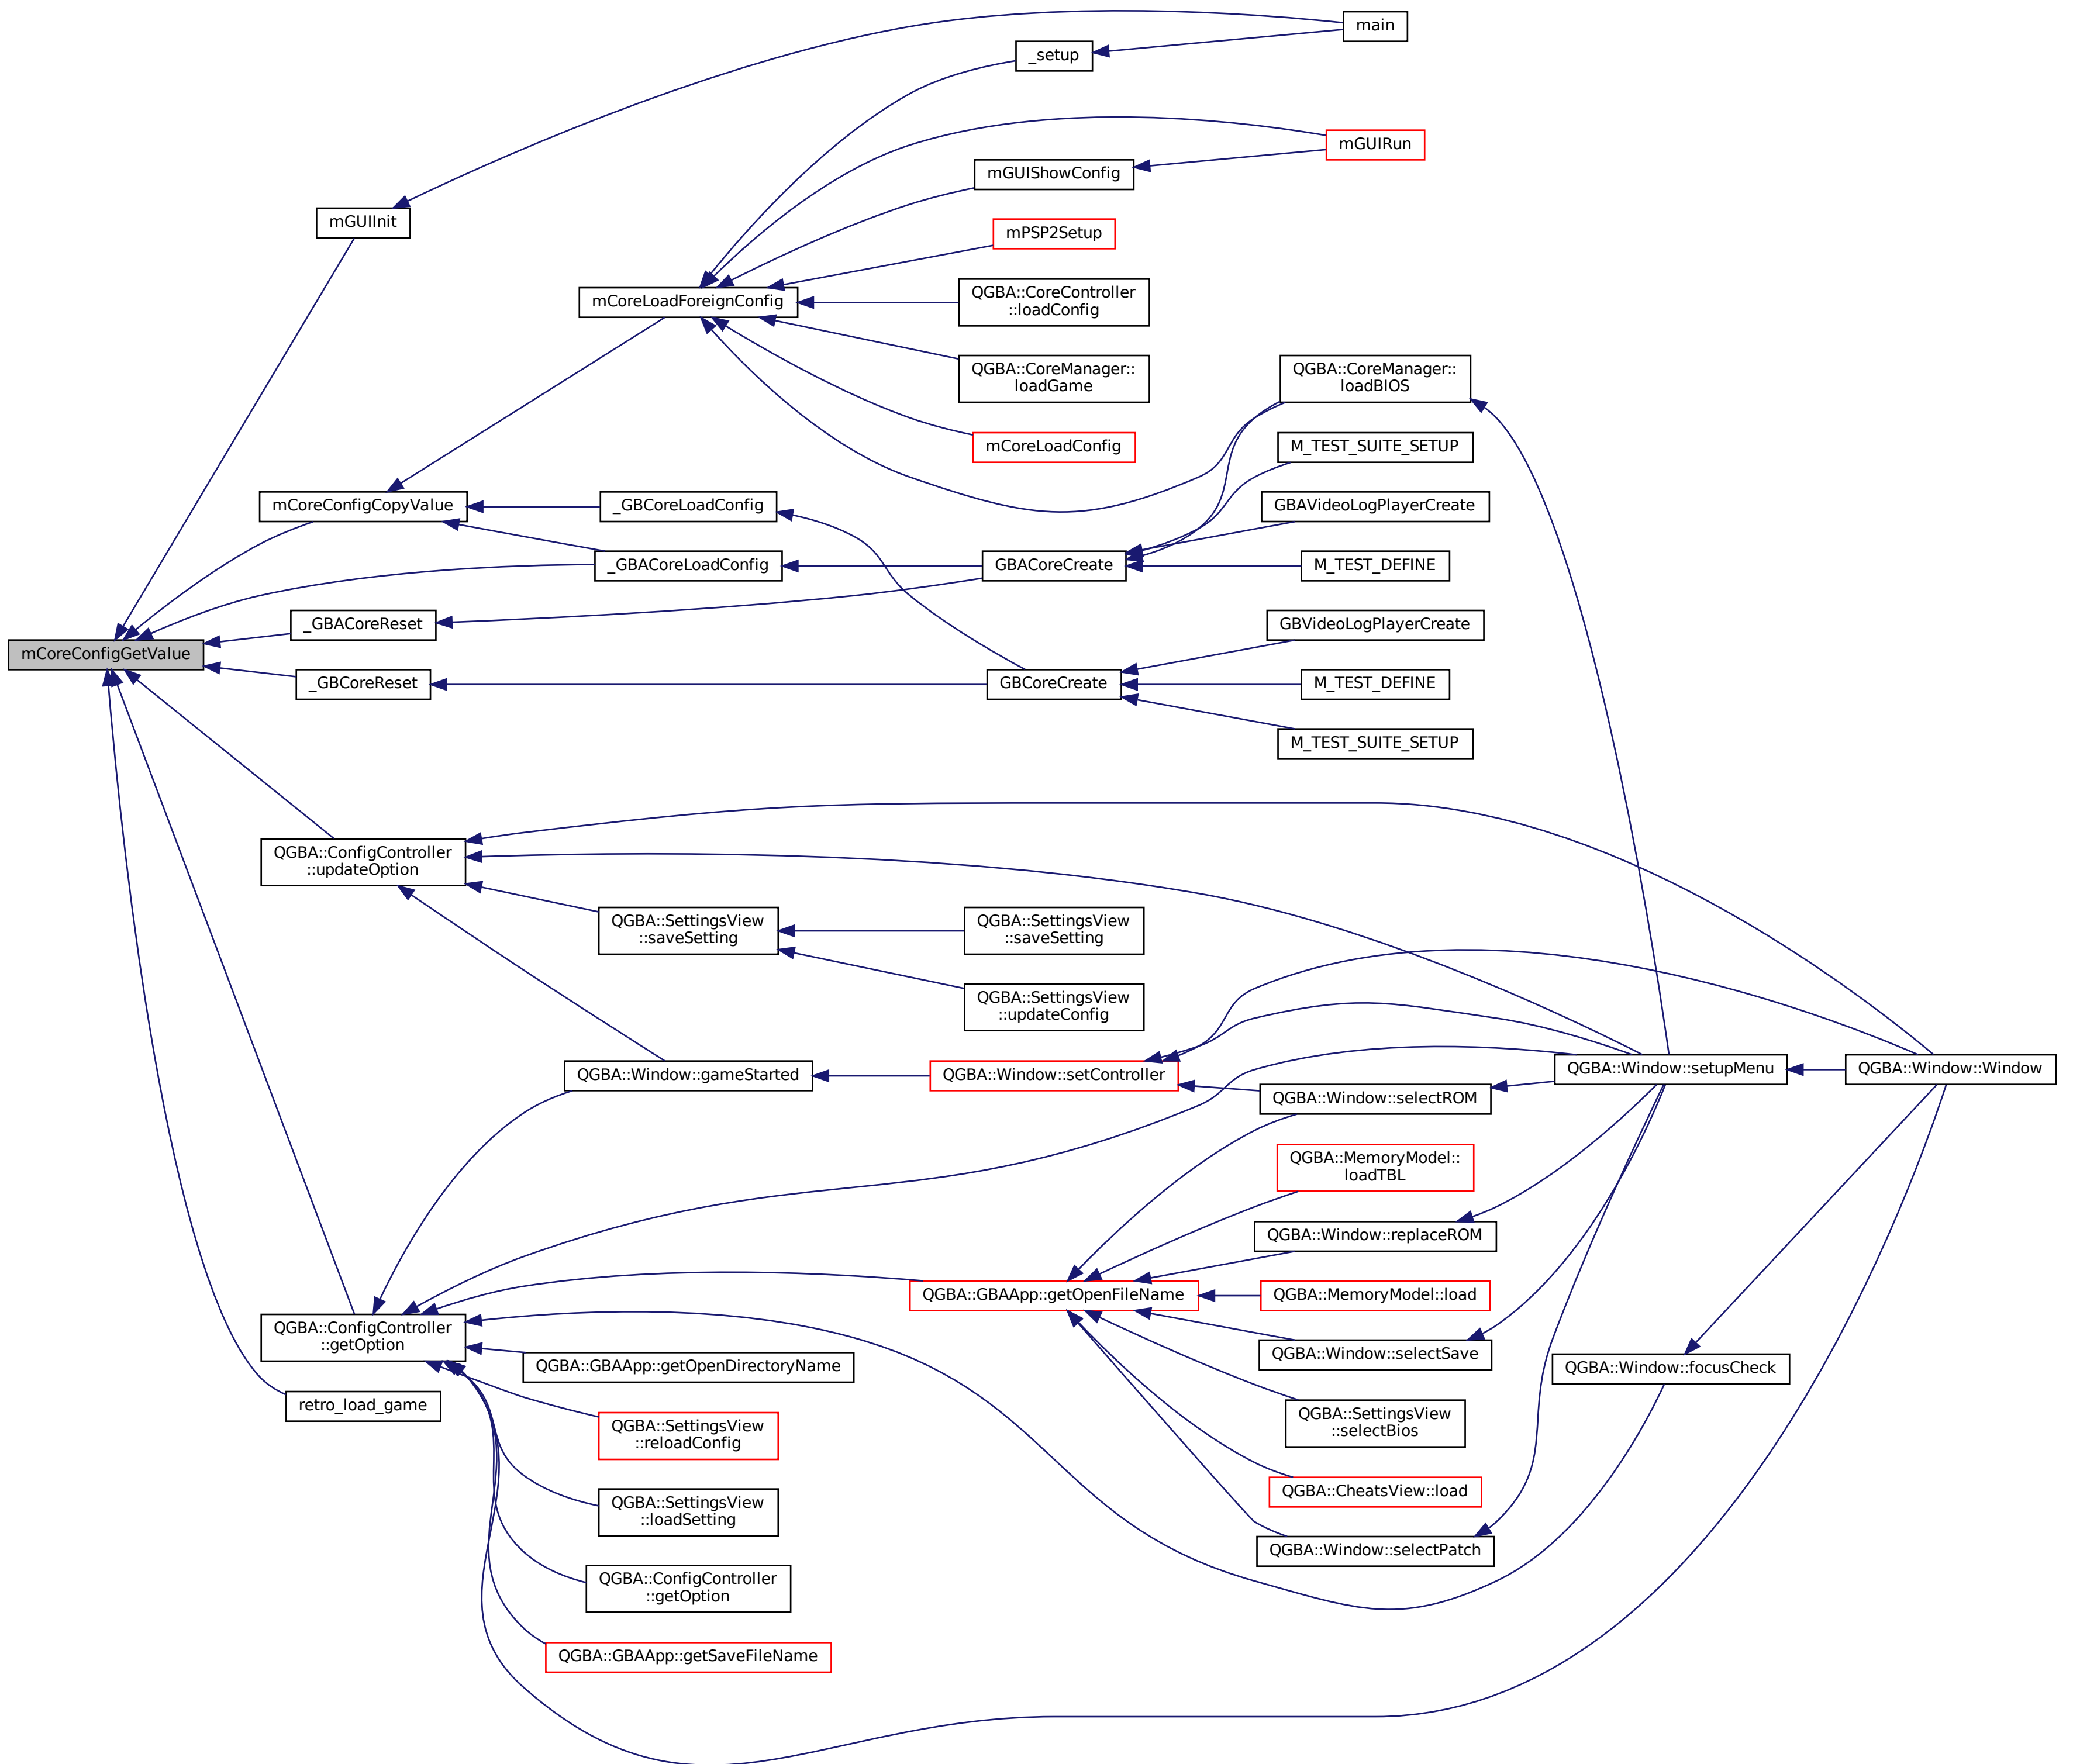 main
_setup
mGUIRun
mGUIShowConfig
mGUIInit
mPSP2Setup
mCoreLoadForeignConfig
QGBA::CoreController
::loadConfig
QGBA::CoreManager::
loadGame
QGBA::CoreManager::
loadBIOS
mCoreLoadConfig
M_TEST_SUITE_SETUP
mCoreConfigCopyValue
_GBCoreLoadConfig
GBAVideoLogPlayerCreate
_GBACoreLoadConfig
GBACoreCreate
M_TEST_DEFINE
_GBACoreReset
GBVideoLogPlayerCreate
mCoreConfigGetValue
_GBCoreReset
GBCoreCreate
M_TEST_DEFINE
M_TEST_SUITE_SETUP
QGBA::ConfigController
::updateOption
QGBA::SettingsView
::saveSetting
QGBA::SettingsView
::saveSetting
QGBA::SettingsView
::updateConfig
QGBA::Window::gameStarted
QGBA::Window::setController
QGBA::Window::setupMenu
QGBA::Window::Window
QGBA::Window::selectROM
QGBA::MemoryModel::
loadTBL
QGBA::Window::replaceROM
QGBA::GBAApp::getOpenFileName
QGBA::MemoryModel::load
QGBA::ConfigController
::getOption
QGBA::GBAApp::getOpenDirectoryName
QGBA::Window::selectSave
QGBA::Window::focusCheck
retro_load_game
QGBA::SettingsView
::reloadConfig
QGBA::SettingsView
::selectBios
QGBA::CheatsView::load
QGBA::SettingsView
::loadSetting
QGBA::Window::selectPatch
QGBA::ConfigController
::getOption
QGBA::GBAApp::getSaveFileName